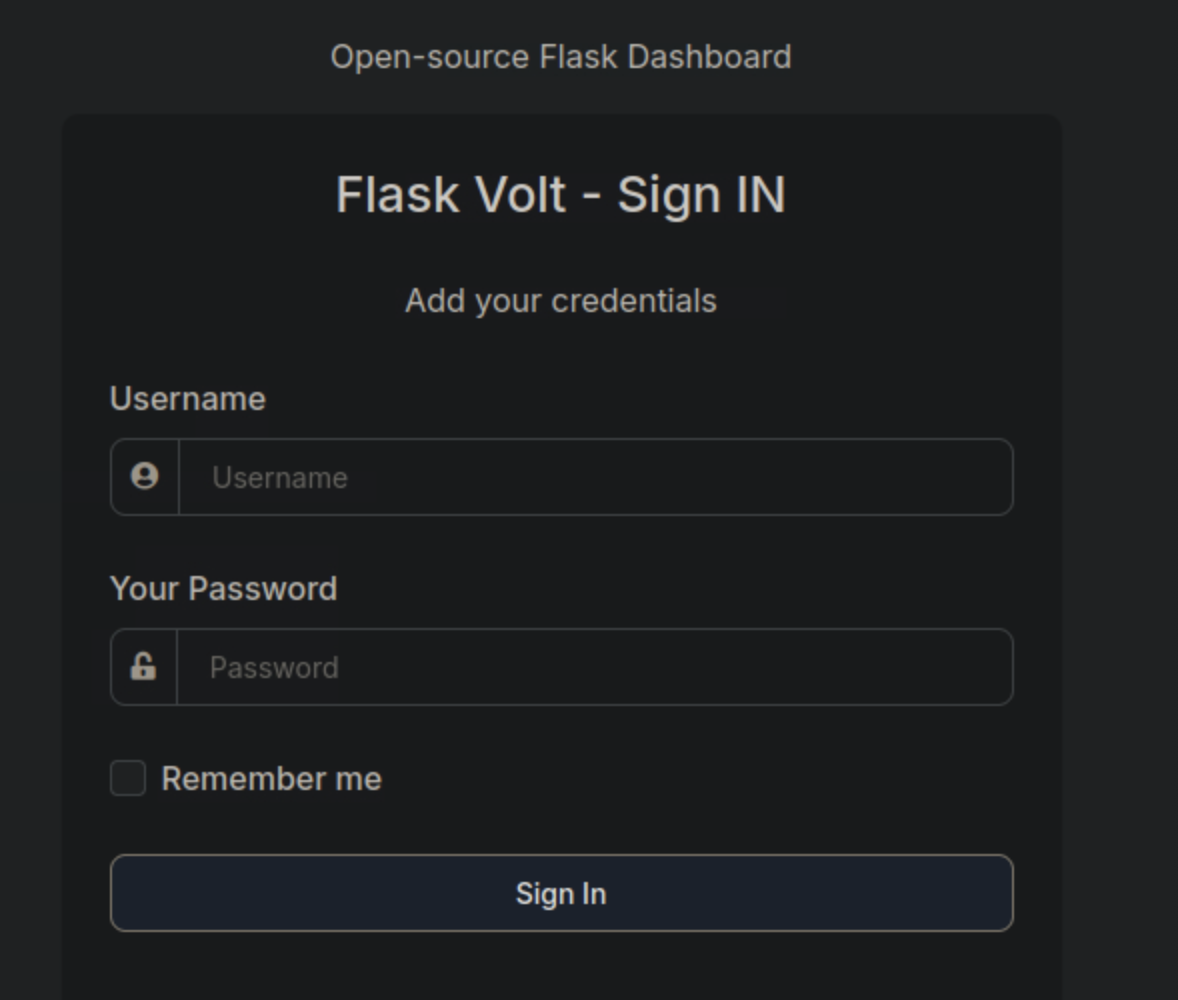 Open-source Flask Dashboard
Flask Volt - Sign IN
Add your credentials
Username
Username
Your Password
Password
Remember me
Sign In